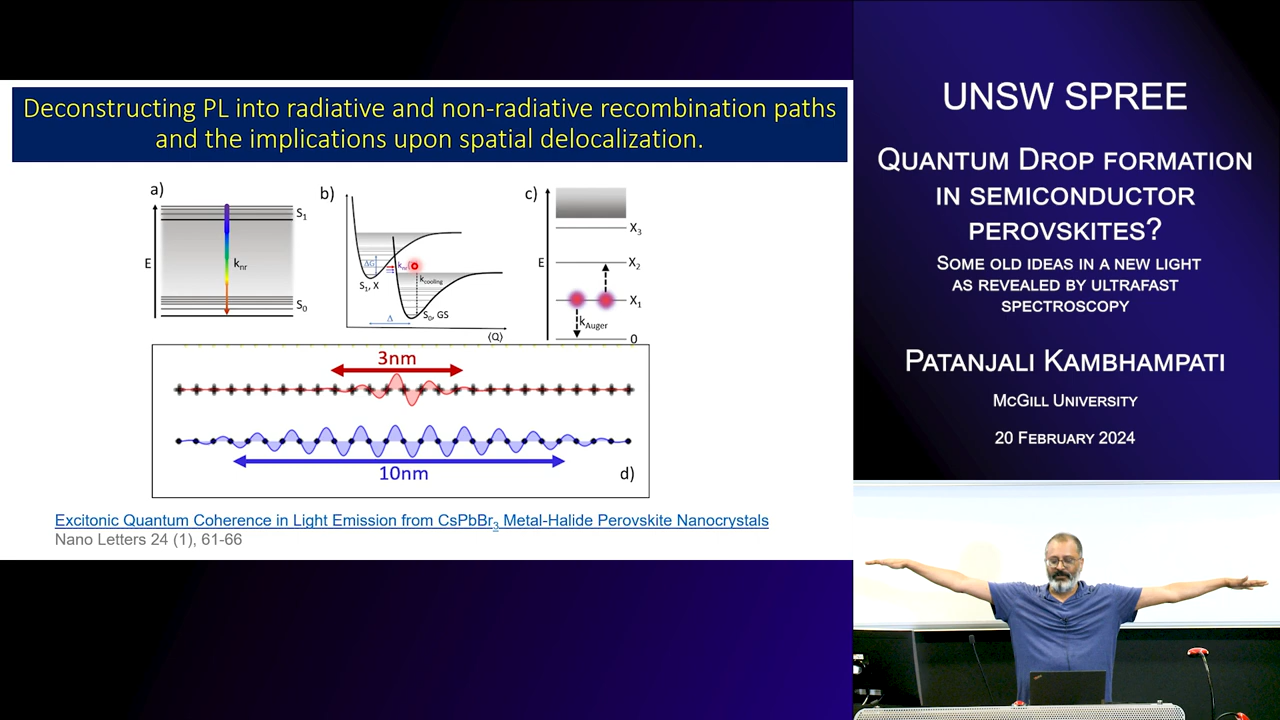 Deconstructing PL into radiative and non-radiative recombination paths
and the implications upon spatial delocalization.
a)
E
S1
knr
S0
b)
ΔG
S1, X
kcooling
S0, GS
Δ
⟨Q⟩
c)
E
X3
X2
X1
kAuger
0
3nm
10nm
d)
Excitonic Quantum Coherence in Light Emission from CsPbBr3 Metal-Halide Perovskite Nanocrystals
Nano Letters 24 (1), 61-66
UNSW SPREE
Quantum Drop formation
in semiconductor
perovskites?
Some old ideas in a new light
as revealed by ultrafast
spectroscopy
Patanjali Kambhampati
McGill University
20 February 2024